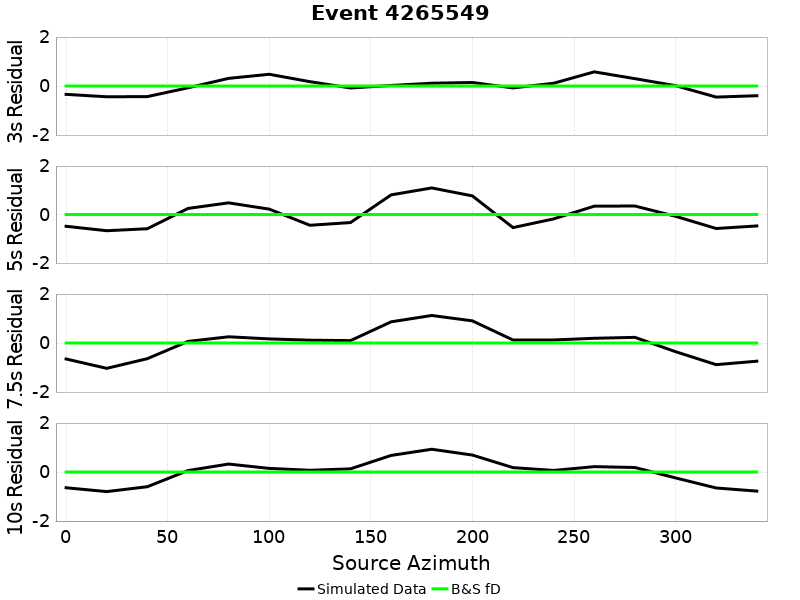 Event 4265549
3s Residual
2
0
-2
5s Residual
2
0
-2
7.5s Residual
2
0
-2
10s Residual
2
0
-2
0 50 100 150 200 250 300
Source Azimuth
Simulated Data B&S fD